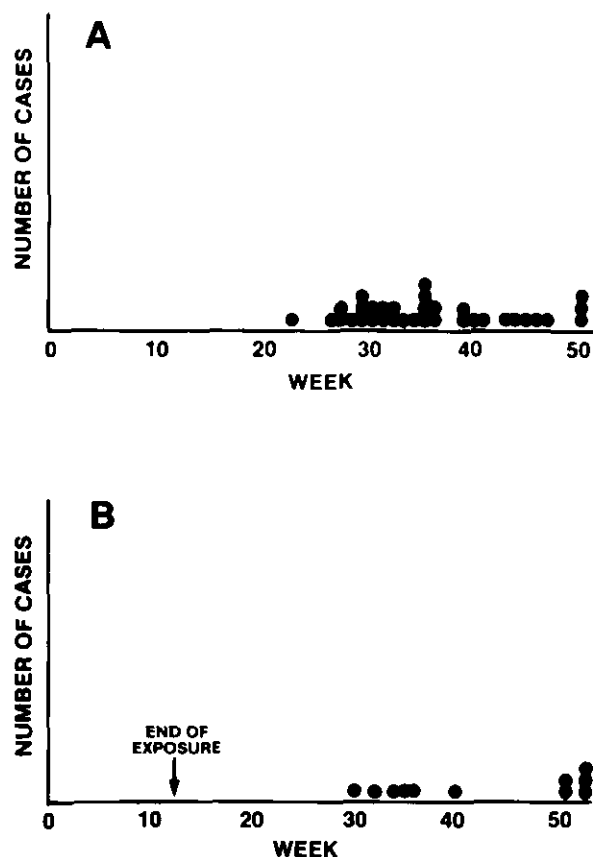 A
NUMBER OF CASES
0 10 20 30 40 50
WEEK
B
NUMBER OF CASES
END OF
EXPOSURE
0 10 20 30 40 50
WEEK